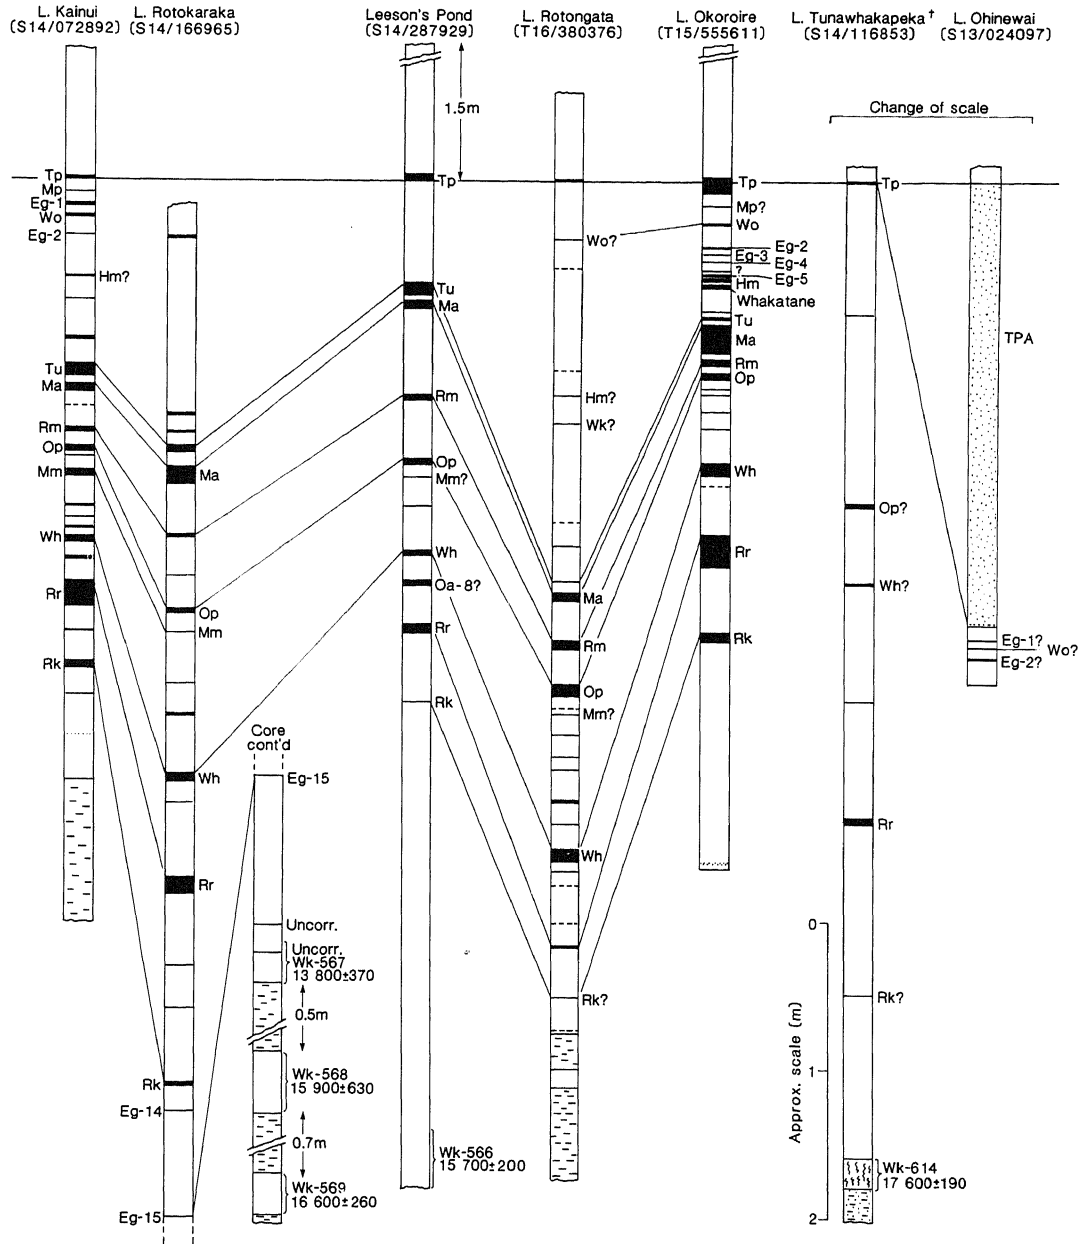 L. Kainui
(S14/072892)
L. Rotokaraka
(S14/166965)
Leeson's Pond
(S14/287929)
L. Rotongata
(T16/380376)
L. Okoroire
(T15/555611)
L. Tunawhakapeka†
(S14/116853)
L. Ohinewai
(S13/024097)
1.5m
Change of scale
Tp
Mp
Eg-1
Wo
Eg-2
Hm?
Tu
Ma
Rm
Op
Mm
Wh
Rr
Rk
Ma
Op
Mm
Wh
Rr
Rk
Eg-14
Eg-15
Core
cont'd
Eg-15
Uncorr.
Uncorr.
Wk-567
13 800±370
0.5m
Wk-568
15 900±630
0.7m
Wk-569
16 600±260
Tp
Tu
Ma
Rm
Op
Mm?
Wh
Oa-8?
Rr
Rk
Wk-566
15 700±200
Wo?
Hm?
Wk?
Ma
Rm
Op
Mm?
Wh
Rk?
Tp
Mp?
Wo
Eg-2
Eg-3
Eg-4
?
Eg-5
Hm
Whakatane
Tu
Ma
Rm
Op
Wh
Rr
Rk
Tp
Op?
Wh?
Rr
Rk?
Wk-614
17 600±190
TPA
Eg-1?
Wo?
Eg-2?
0
1
2
Approx. scale (m)